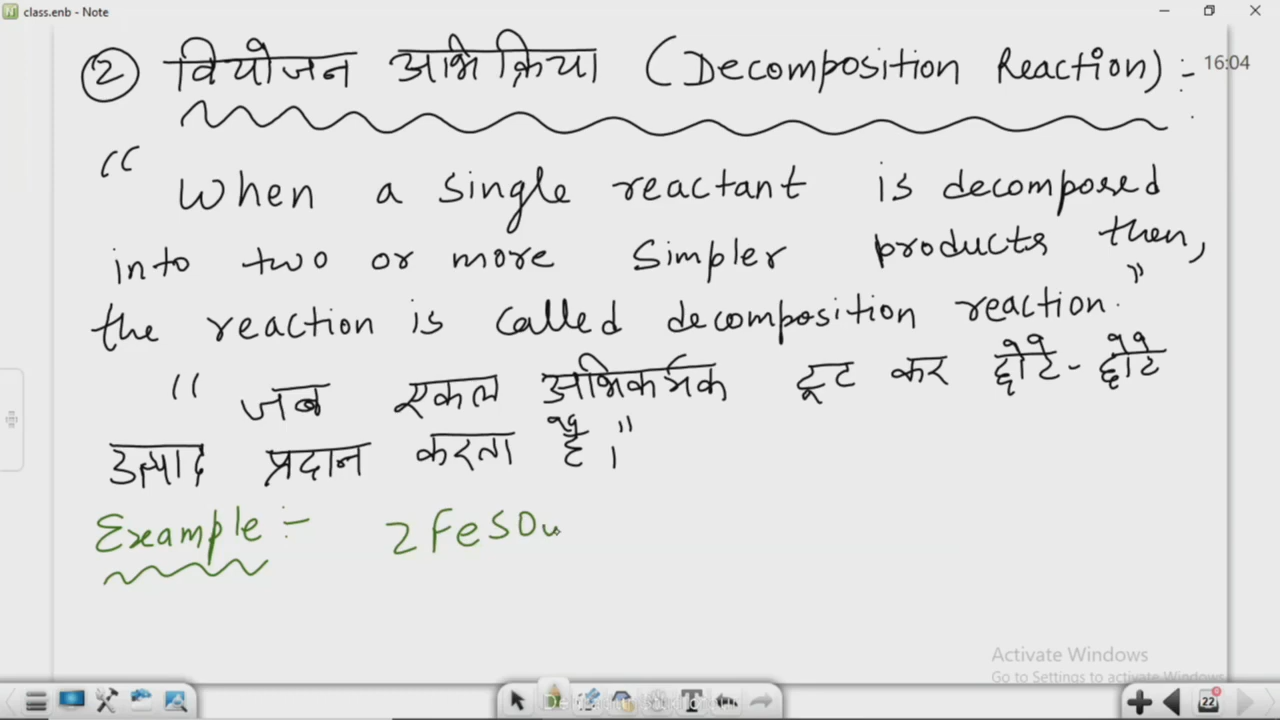 class.enb - Note
② वियोजन अभिक्रिया (Decomposition Reaction) :-
16:04
“ When a single reactant is decomposed
into two or more simpler products then,
the reaction is called decomposition reaction. ”
“ जब एकल अभिकर्मक टूट कर छोटे-छोटे
उत्पाद प्रदान करता है । ”
Example :- 2FeSO4
Activate Windows
Go to Settings to activate Windows
22